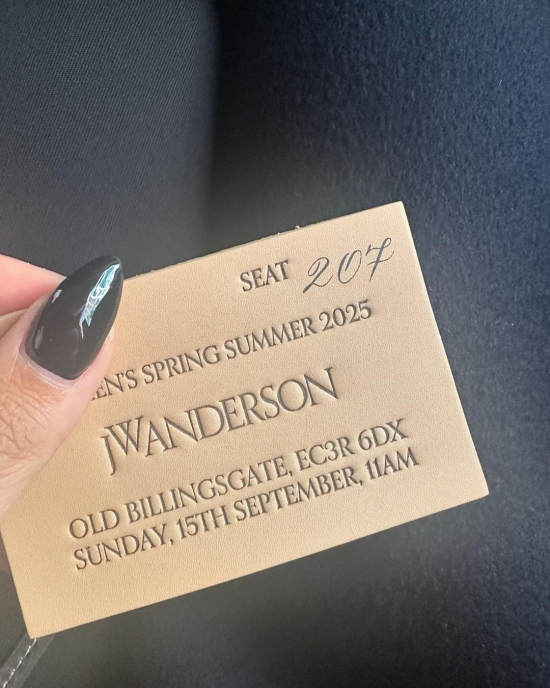 SEAT 207
EN'S SPRING SUMMER 2025
JWANDERSON
OLD BILLINGSGATE, EC3R 6DX
SUNDAY, 15TH SEPTEMBER, 11AM